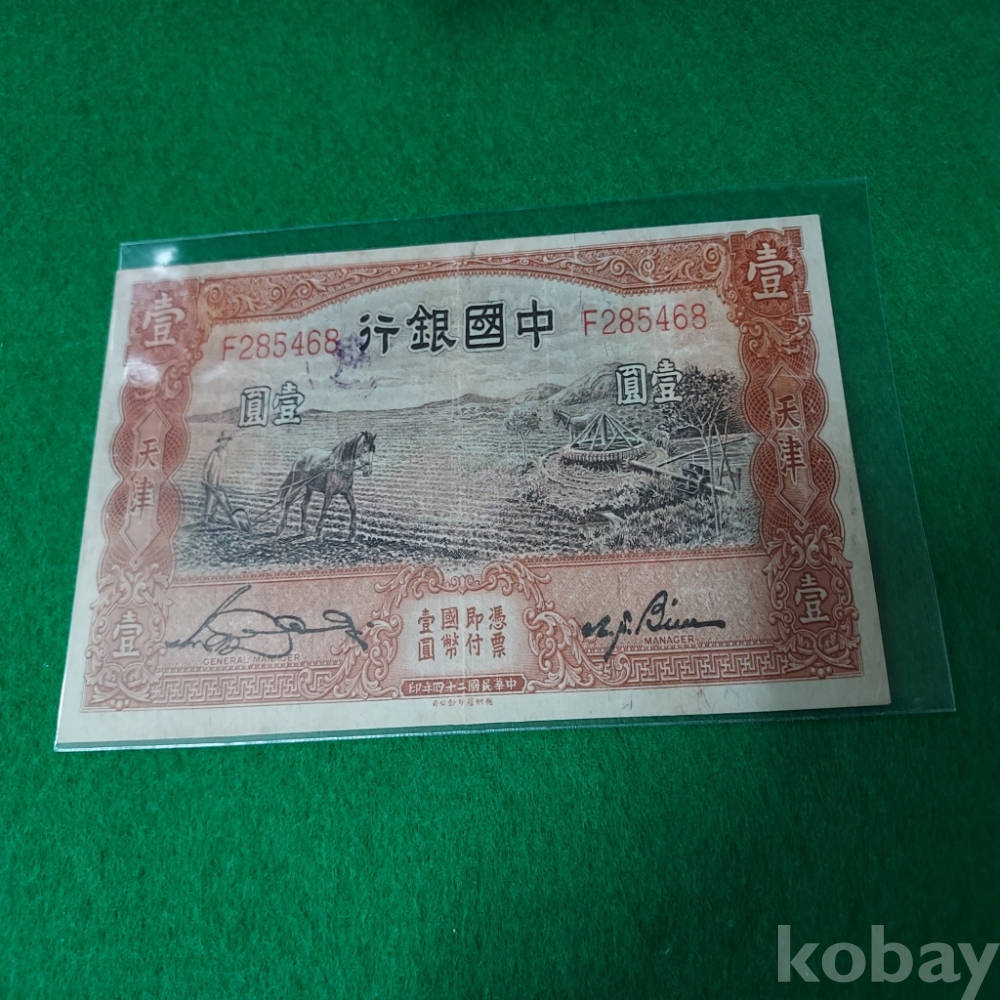 壹 壹
F285468 中國銀行 F285468
壹圓 壹圓
天津 天津
壹 壹
GENERAL MANAGER
憑票
即付
國幣
壹圓
MANAGER
中華民國二十四年印
kobay